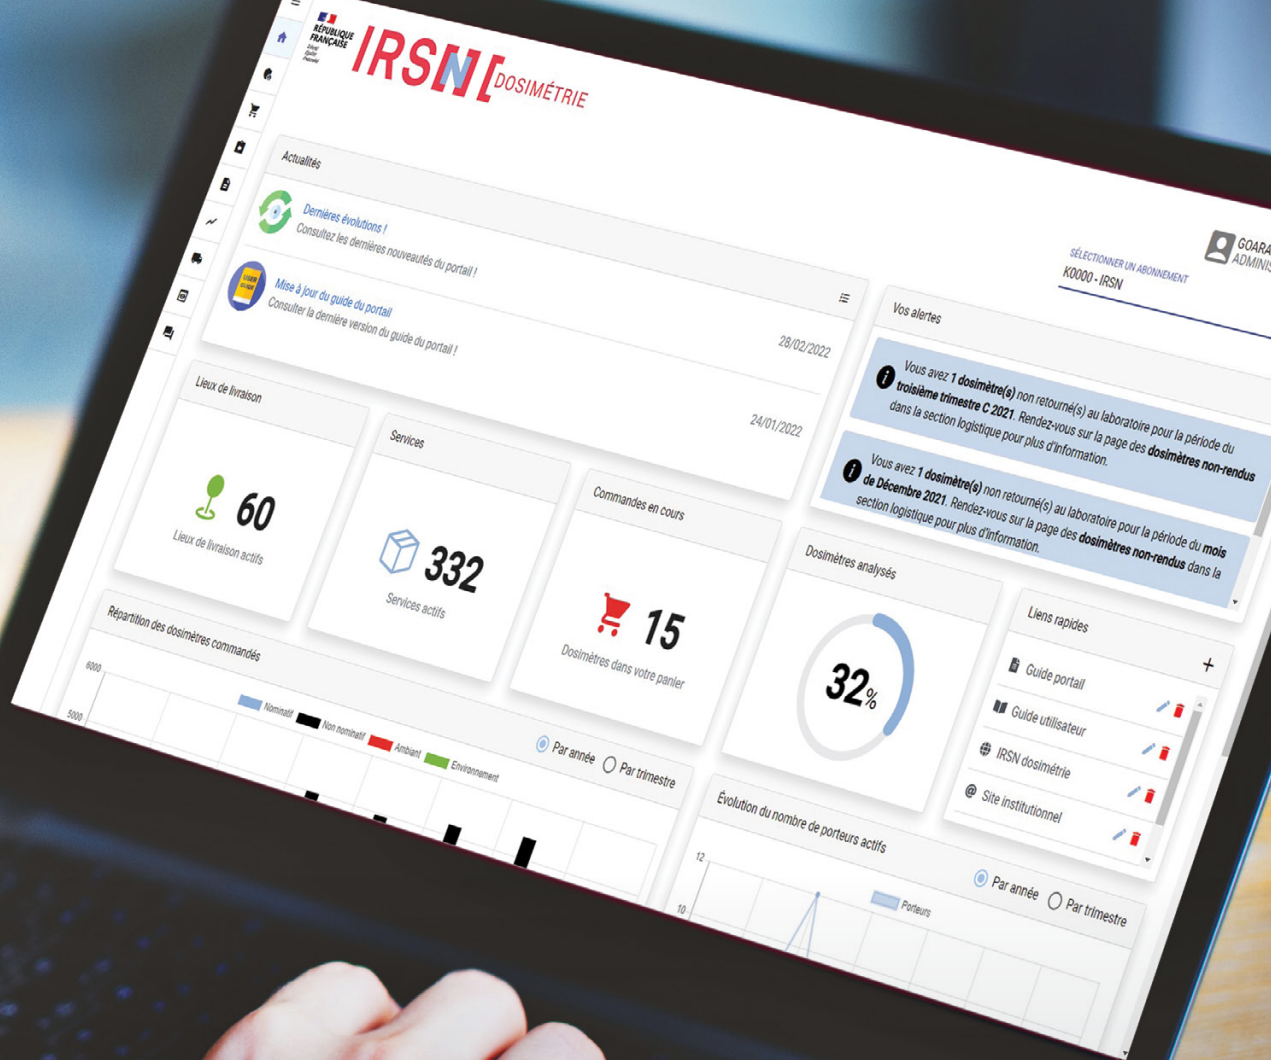 RÉPUBLIQUE
FRANÇAISE
Liberté
Égalité
Fraternité
IRSN
DOSIMÉTRIE
GOARA
ADMINIS
SÉLECTIONNER UN ABONNEMENT
K0000 - IRSN
Actualités
Dernières évolutions !
Consultez les dernières nouveautés du portail !
28/02/2022
USER
GUIDE
Mise à jour du guide du portail
Consulter la dernière version du guide du portail !
24/01/2022
Vos alertes
Vous avez 1 dosimètre(s) non retourné(s) au laboratoire pour la période du
troisième trimestre C 2021. Rendez-vous sur la page des dosimètres non-rendus
dans la section logistique pour plus d'information.
Vous avez 1 dosimètre(s) non retourné(s) au laboratoire pour la période du mois
de Décembre 2021. Rendez-vous sur la page des dosimètres non-rendus dans la
section logistique pour plus d'information.
Lieux de livraison
60
Lieux de livraison actifs
Services
332
Services actifs
Commandes en cours
15
Dosimètres dans votre panier
Dosimètres analysés
32%
Liens rapides
+
Guide portail
Guide utilisateur
IRSN dosimétrie
@ Site institutionnel
Répartition des dosimètres commandés
Par année
Par trimestre
Nominatif
Non nominatif
Ambiant
Environnement
6000
5000
Évolution du nombre de porteurs actifs
Par année
Par trimestre
Porteurs
12
10